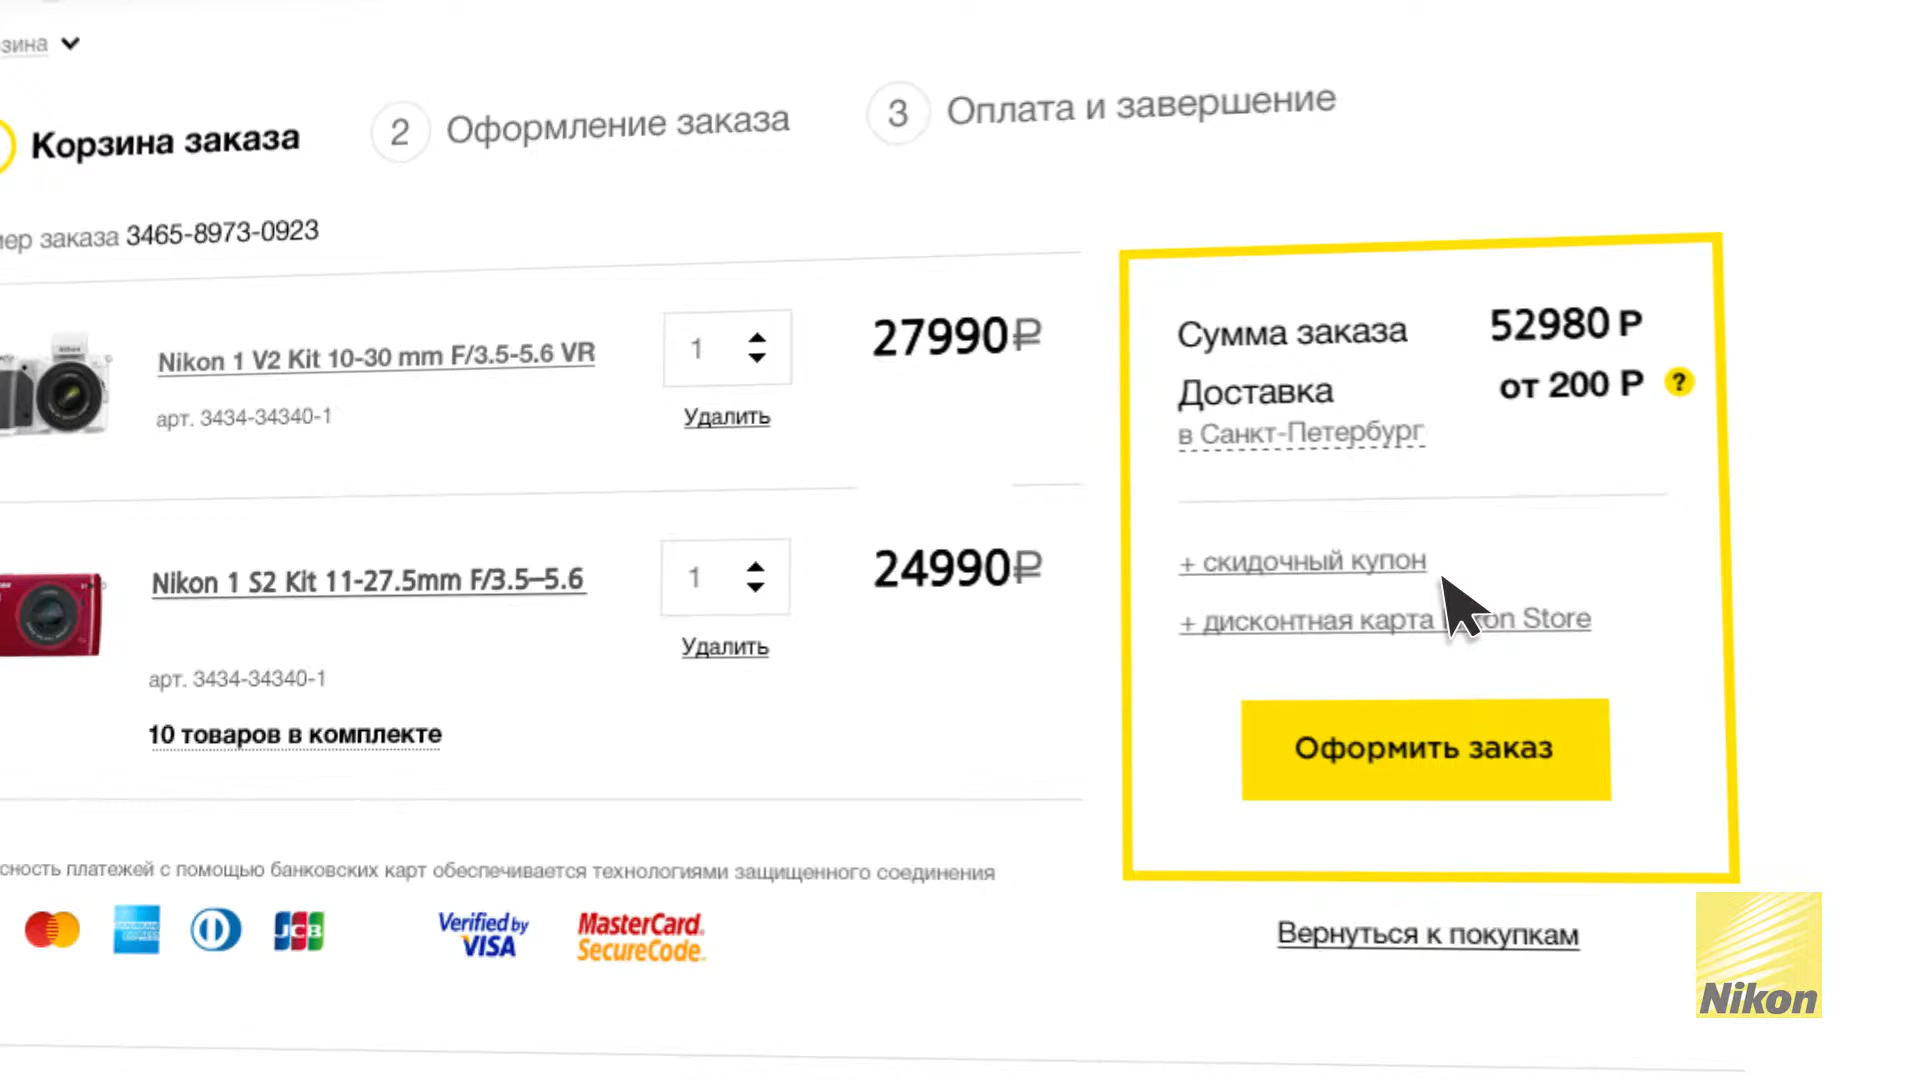 зина
Корзина заказа
2 Оформление заказа
3 Оплата и завершение
мер заказа 3465-8973-0923
Nikon 1 V2 Kit 10-30 mm F/3.5-5.6 VR
арт. 3434-34340-1
1
Удалить
27990₽
Nikon 1 S2 Kit 11-27.5mm F/3.5–5.6
арт. 3434-34340-1
10 товаров в комплекте
1
Удалить
24990₽
Сумма заказа 52980 Р
Доставка от 200 Р ?
в Санкт-Петербург
+ скидочный купон
+ дисконтная карта Store
Оформить заказ
сность платежей с помощью банковских карт обеспечивается технологиями защищенного соединения
JCB
Verified by
VISA
MasterCard.
SecureCode.
Вернуться к покупкам
Nikon